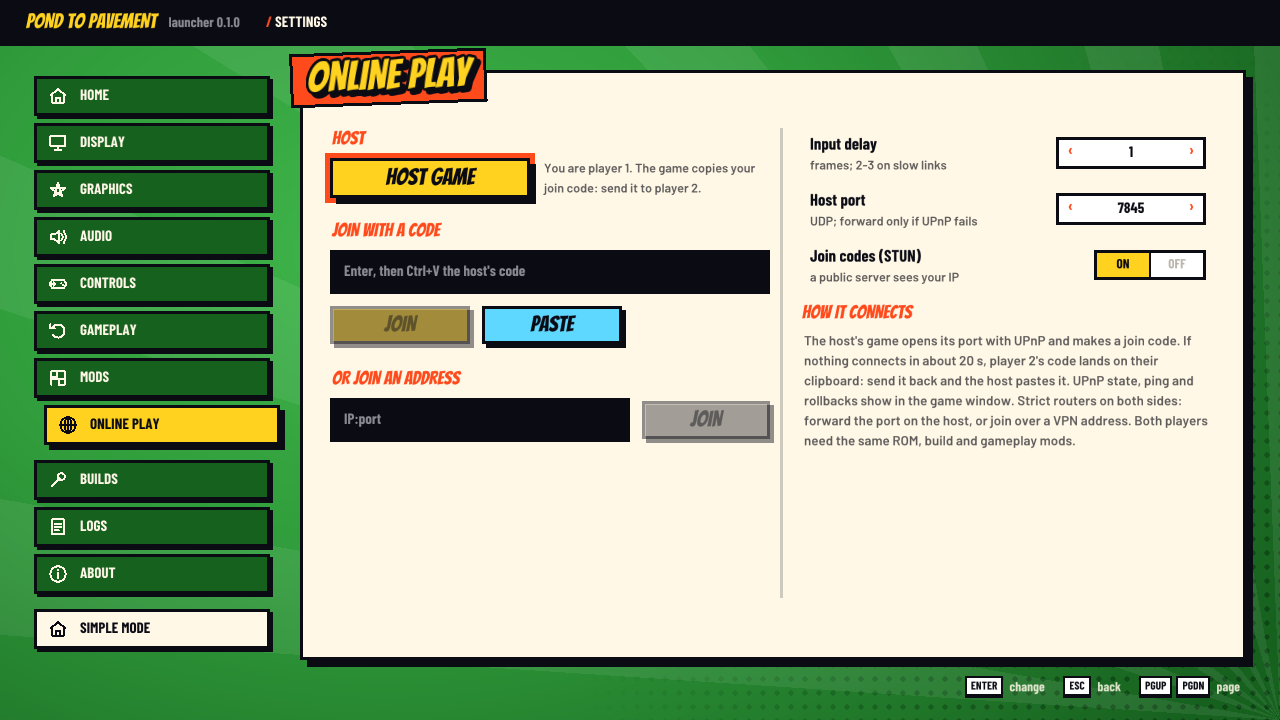 POND TO PAVEMENT launcher 0.1.0 / SETTINGS
ONLINE PLAY
HOME
DISPLAY
GRAPHICS
AUDIO
CONTROLS
GAMEPLAY
MODS
ONLINE PLAY
BUILDS
LOGS
ABOUT
SIMPLE MODE
HOST
HOST GAME
You are player 1. The game copies your
join code: send it to player 2.
JOIN WITH A CODE
Enter, then Ctrl+V the host's code
JOIN PASTE
OR JOIN AN ADDRESS
IP:port JOIN
Input delay
frames; 2-3 on slow links
‹ 1 ›
Host port
UDP; forward only if UPnP fails
‹ 7845 ›
Join codes (STUN)
a public server sees your IP
ON OFF
HOW IT CONNECTS
The host's game opens its port with UPnP and makes a join code. If
nothing connects in about 20 s, player 2's code lands on their
clipboard: send it back and the host pastes it. UPnP state, ping and
rollbacks show in the game window. Strict routers on both sides:
forward the port on the host, or join over a VPN address. Both players
need the same ROM, build and gameplay mods.
ENTER change ESC back PGUP PGDN page